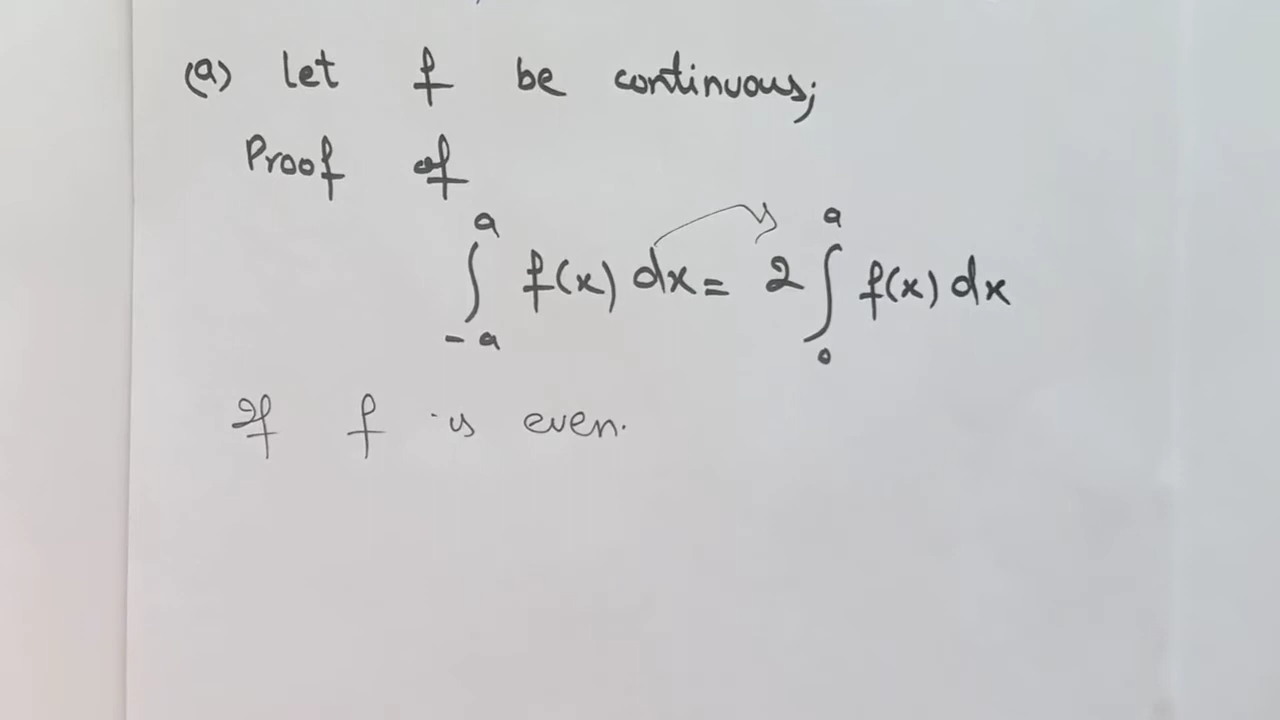 (a) let f be continuous;
Proof of
∫_{-a}^{a} f(x) dx = 2 ∫_{0}^{a} f(x) dx
If f is even.